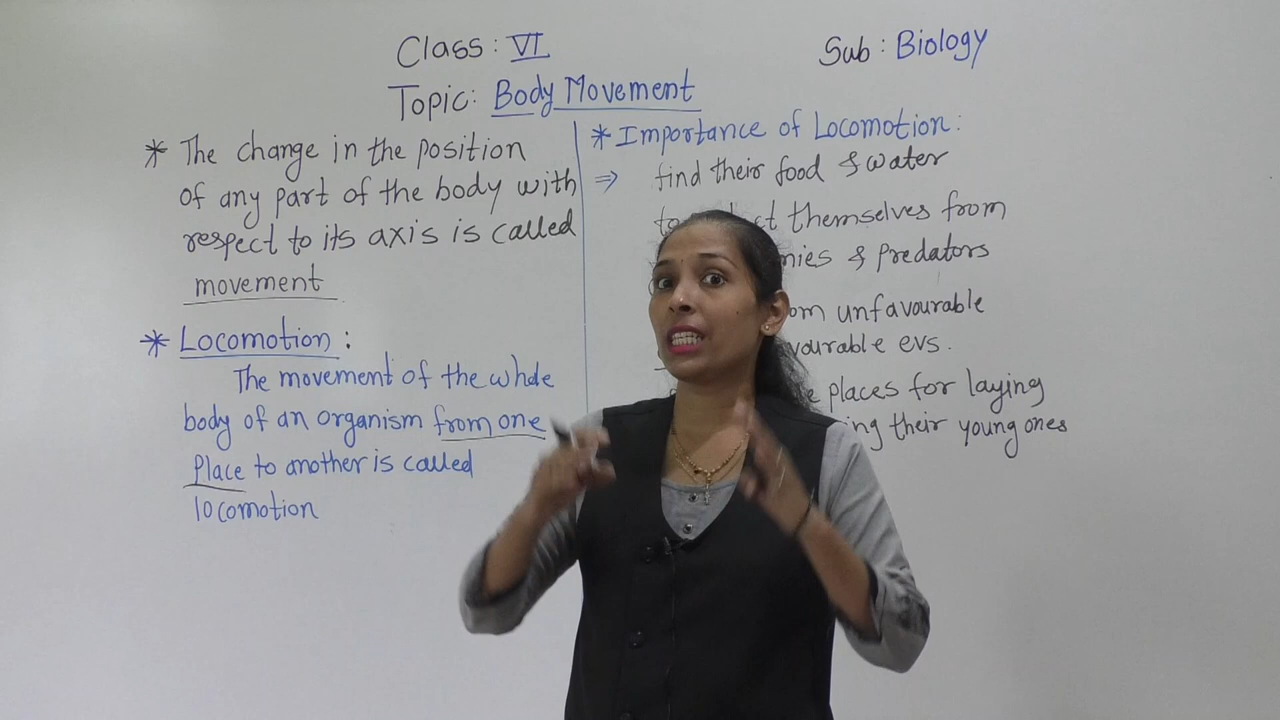 Class: VI
Sub: Biology
Topic: Body Movement
* The change in the position
of any part of the body with
respect to its axis is called
movement
* Locomotion:
The movement of the whole
body of an organism from one
place to another is called
locomotion
* Importance of Locomotion:
⇒ find their food & water
themselves from
& predators
unfavourable
evs.
places for laying
their young ones